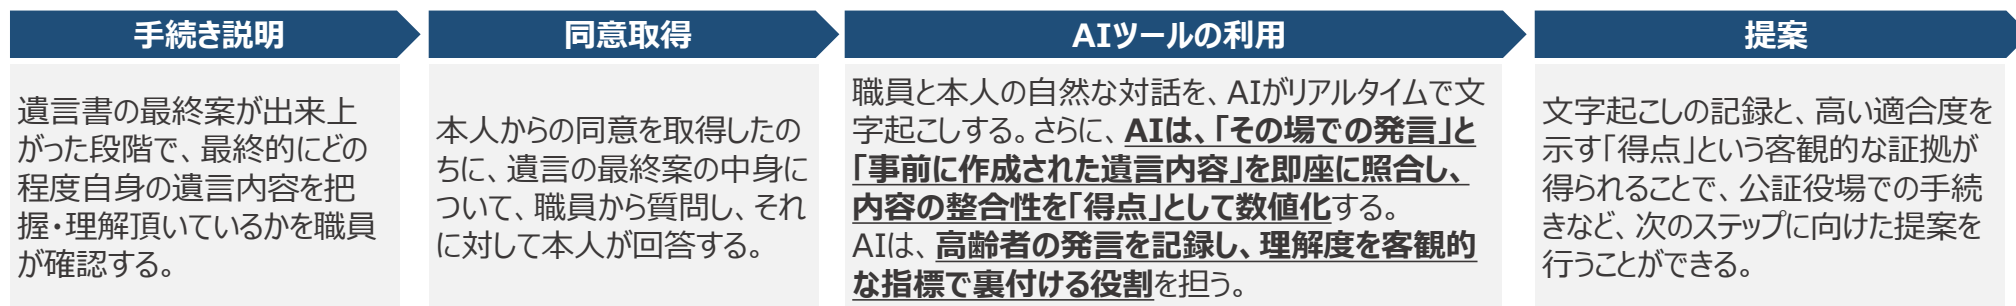 手続き説明
遺言書の最終案が出来上
がった段階で、最終的にどの
程度自身の遺言内容を把
握・理解頂いているかを職員
が確認する。
同意取得
本人からの同意を取得したの
ちに、遺言の最終案の中身に
ついて、職員から質問し、それ
に対して本人が回答する。
AIツールの利用
職員と本人の自然な対話を、AIがリアルタイムで文
字起こしする。さらに、AIは、「その場での発言」と
「事前に作成された遺言内容」を即座に照合し、
内容の整合性を「得点」として数値化する。
AIは、高齢者の発言を記録し、理解度を客観的
な指標で裏付ける役割を担う。
提案
文字起こしの記録と、高い適合度を
示す「得点」という客観的な証拠が
得られることで、公証役場での手続
きなど、次のステップに向けた提案を
行うことができる。